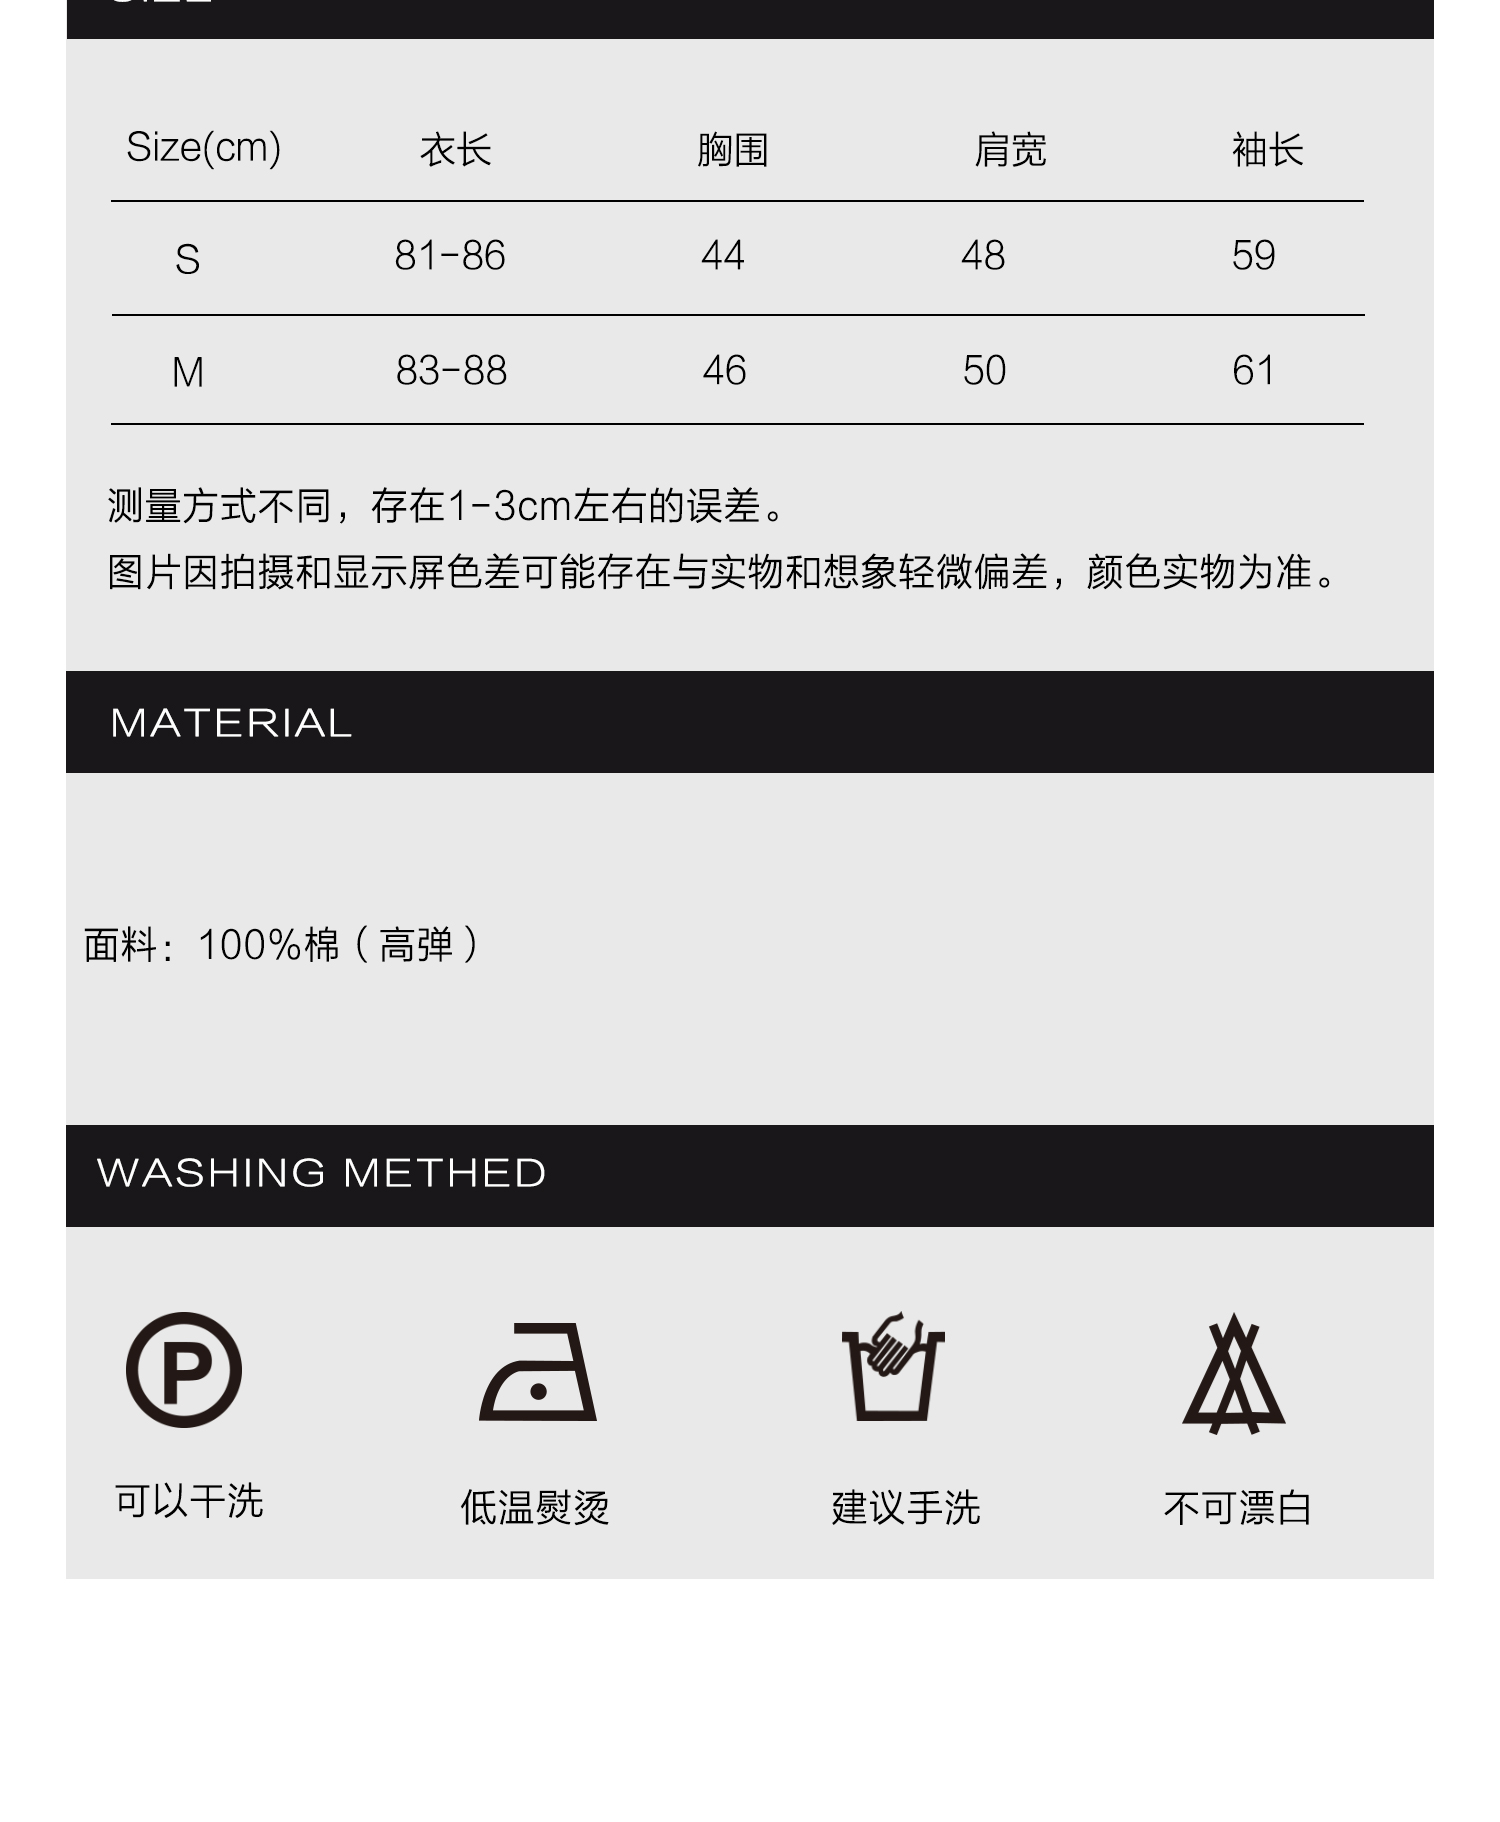 Size(cm) 衣长 胸围 肩宽 袖长
S 81-86 44 48 59
M 83-88 46 50 61
测量方式不同，存在1-3cm左右的误差。
图片因拍摄和显示屏色差可能存在与实物和想象轻微偏差，颜色实物为准。
MATERIAL
面料：100%棉（高弹）
WASHING METHED
P
可以干洗 低温熨烫 建议手洗 不可漂白